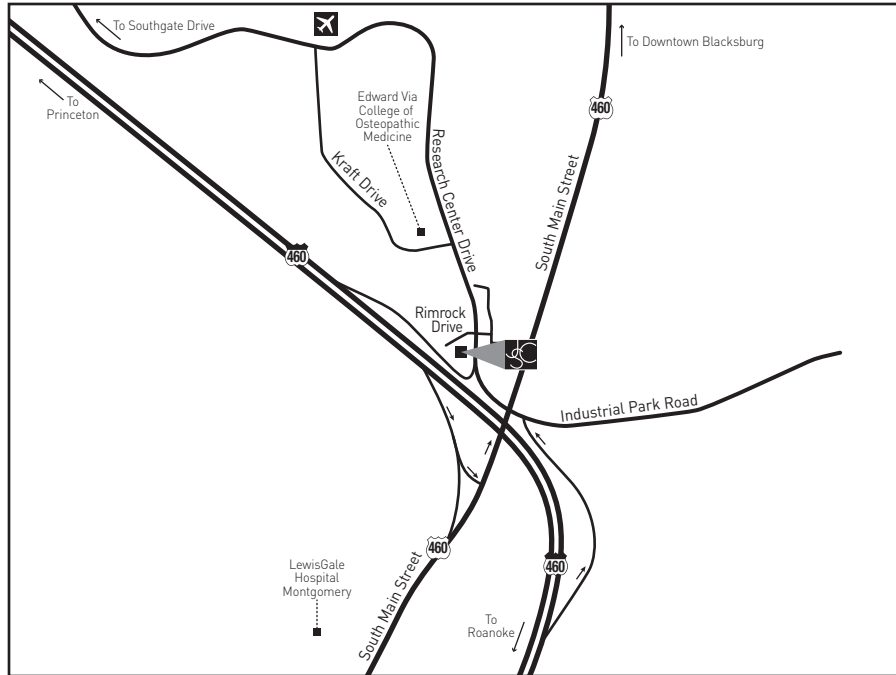 To Southgate Drive
To Downtown Blacksburg
To
Princeton
Edward Via
College of
Osteopathic
Medicine
460
Kraft Drive
Research Center Drive
South Main Street
460
Rimrock
Drive
Industrial Park Road
460
460
LewisGale
Hospital
Montgomery
South Main Street
To
Roanoke